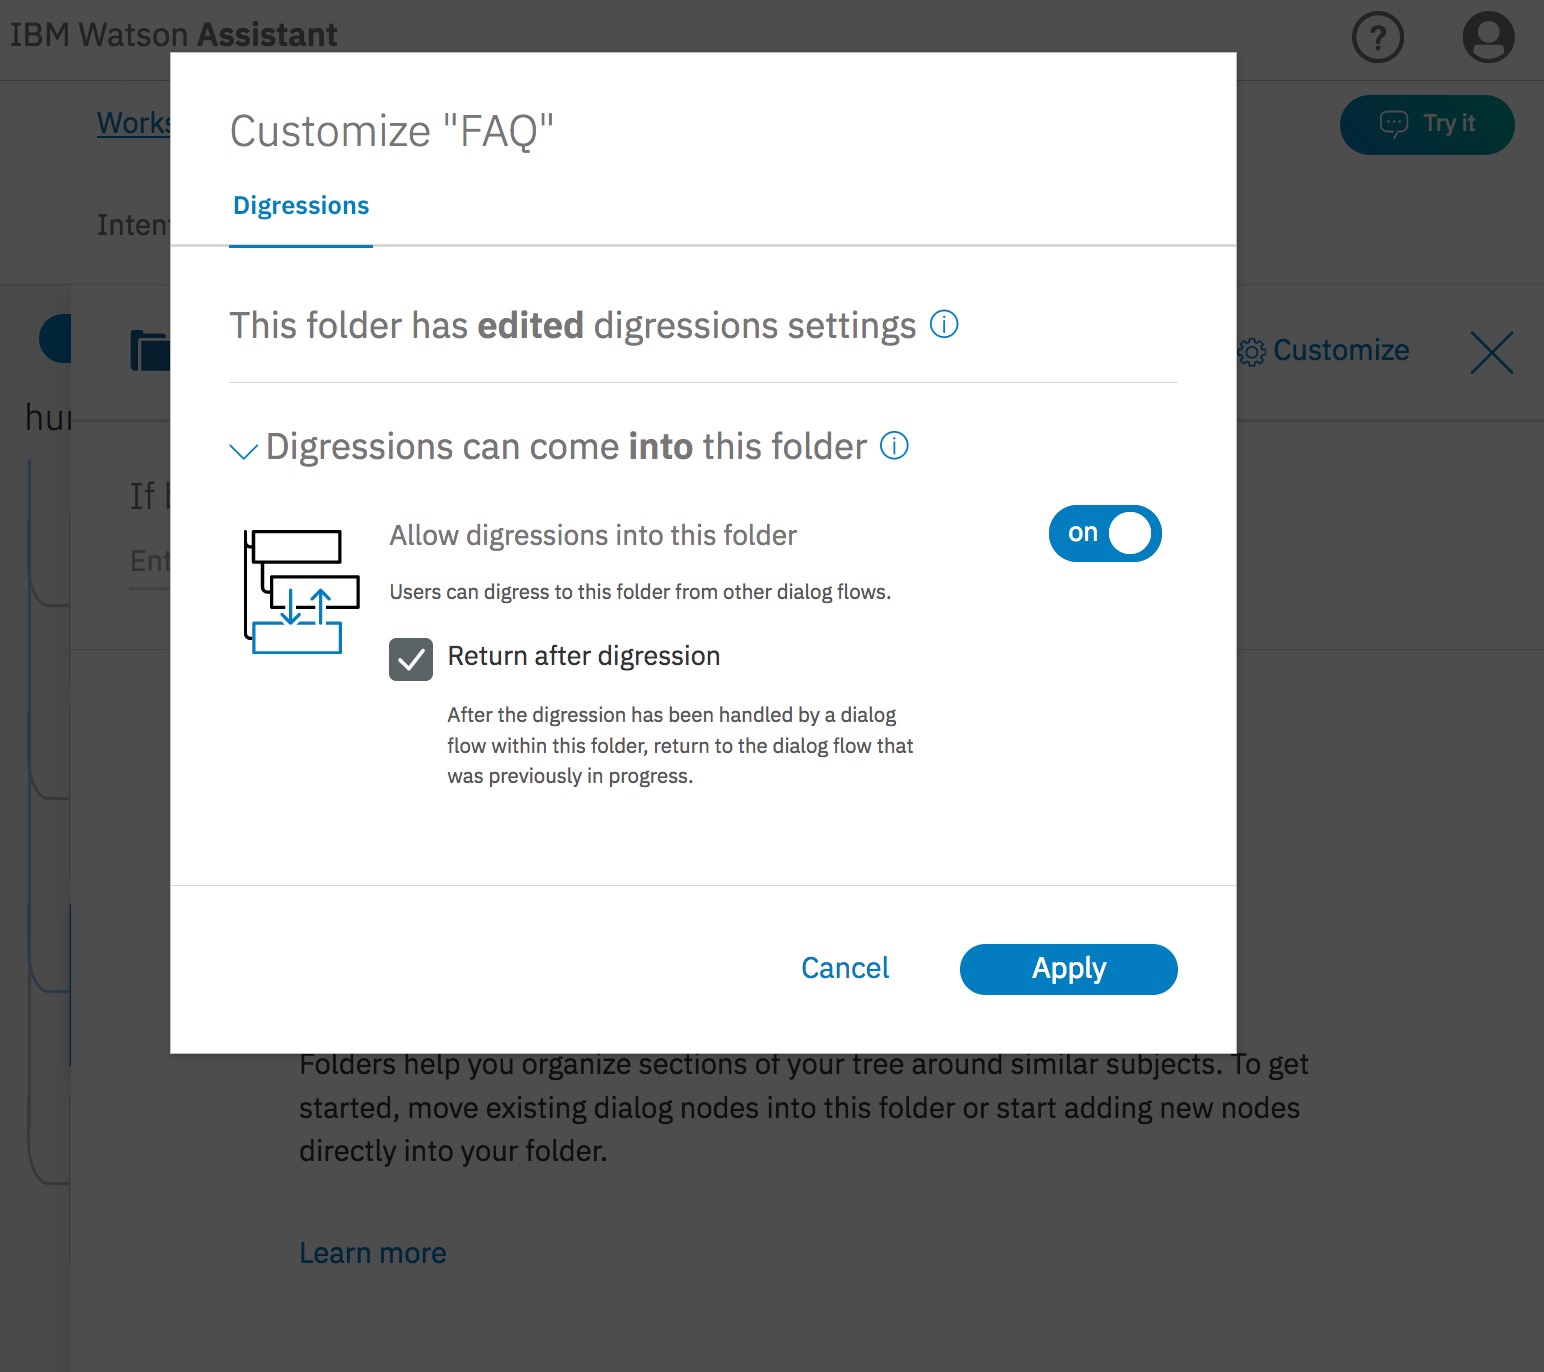 IBM Watson Assistant
?
Works
Try it
Customize "FAQ"
Digressions
Inten
This folder has edited digressions settings
Customize
hu
Digressions can come into this folder
If
Allow digressions into this folder
on
Ent
Users can digress to this folder from other dialog flows.
Return after digression
After the digression has been handled by a dialog
flow within this folder, return to the dialog flow that
was previously in progress.
Cancel
Apply
Folders help you organize sections of your tree around similar subjects. To get
started, move existing dialog nodes into this folder or start adding new nodes
directly into your folder.
Learn more